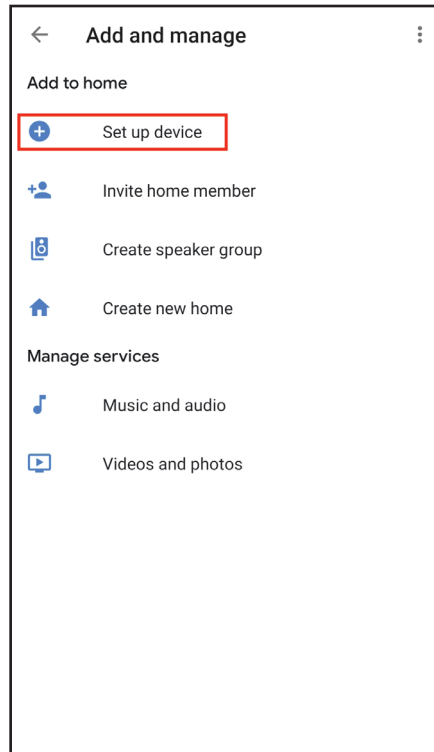 Add and manage
Add to home
Set up device
Invite home member
Create speaker group
Create new home
Manage services
Music and audio
Videos and photos